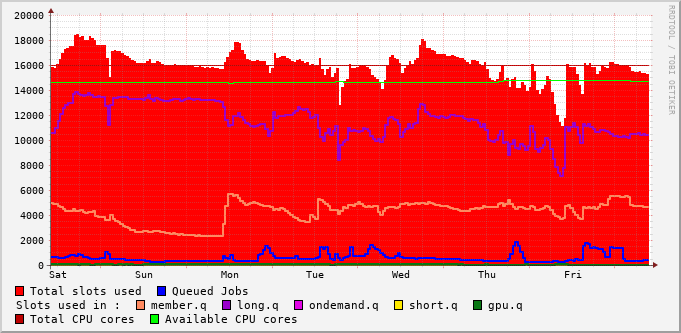 20000
18000
16000
14000
12000
10000
8000
6000
4000
2000
0
Sat Sun Mon Tue Wed Thu Fri
RRDTOOL / TOBI OETIKER
Total slots used Queued Jobs
Slots used in : member.q long.q ondemand.q short.q gpu.q
Total CPU cores Available CPU cores